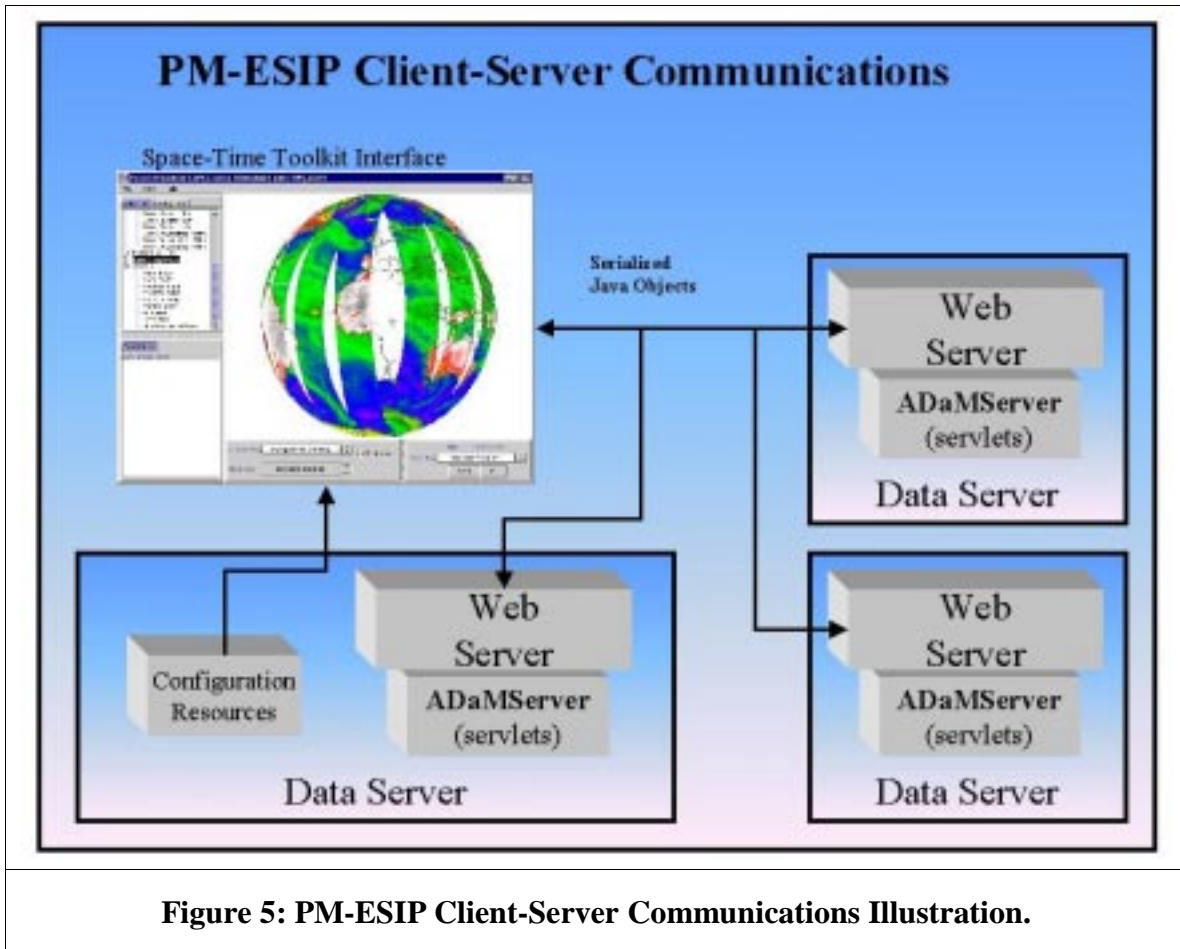 PM-ESIP Client-Server Communications
Space-Time Toolkit Interface
Serialized
Java Objects
Web
Server
ADaMServer
(servlets)
Data Server
Configuration
Resources
Web
Server
ADaMServer
(servlets)
Data Server
Web
Server
ADaMServer
(servlets)
Data Server
Figure 5: PM-ESIP Client-Server Communications Illustration.